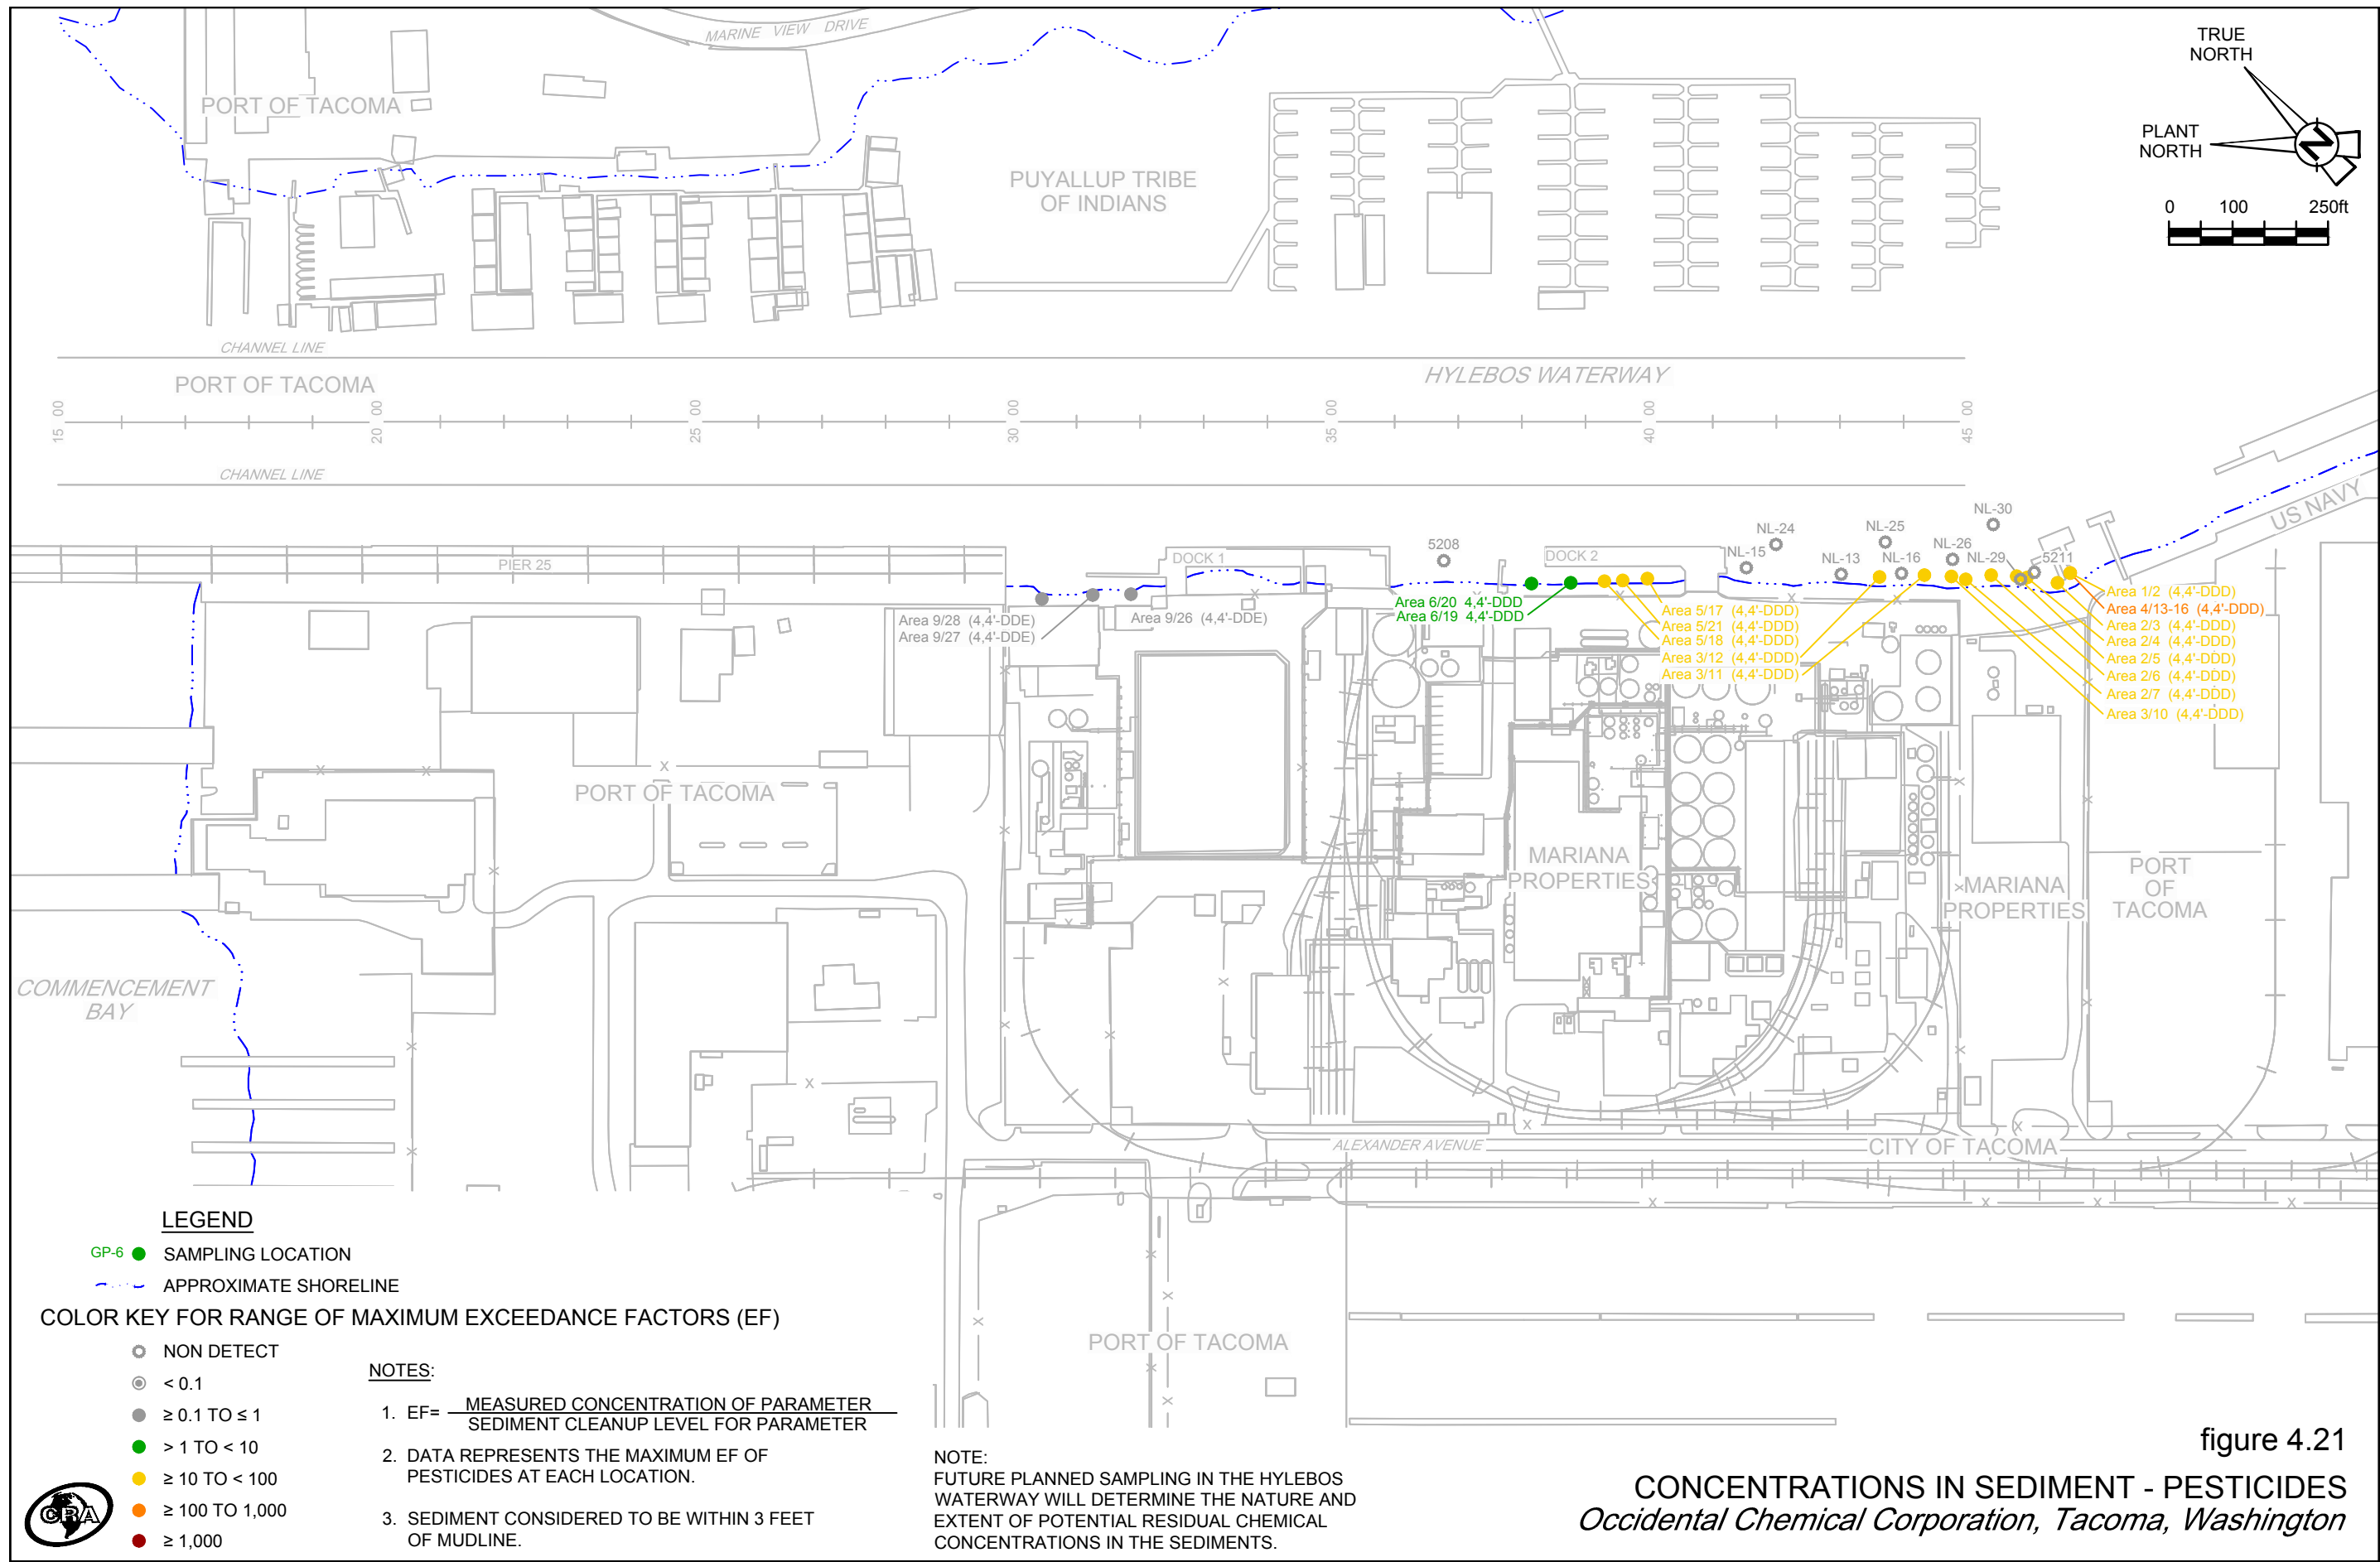 MARINE VIEW DRIVE
TRUE
NORTH
PLANT
NORTH
N
0 100 250ft
PORT OF TACOMA
PUYALLUP TRIBE
OF INDIANS
CHANNEL LINE
PORT OF TACOMA
HYLEBOS WATERWAY
15 00
20 00
25 00
30 00
35 00
40 00
45 00
CHANNEL LINE
US NAVY
PIER 25
DOCK 1
5208
DOCK 2
NL-15
NL-24
NL-13
NL-25
NL-16
NL-26
NL-30
NL-29
5211
Area 9/28 (4,4'-DDE)
Area 9/27 (4,4'-DDE)
Area 9/26 (4,4'-DDE)
Area 6/20 4,4'-DDD
Area 6/19 4,4'-DDD
Area 5/17 (4,4'-DDD)
Area 5/21 (4,4'-DDD)
Area 5/18 (4,4'-DDD)
Area 3/12 (4,4'-DDD)
Area 3/11 (4,4'-DDD)
Area 1/2 (4,4'-DDD)
Area 4/13-16 (4,4'-DDD)
Area 2/3 (4,4'-DDD)
Area 2/4 (4,4'-DDD)
Area 2/5 (4,4'-DDD)
Area 2/6 (4,4'-DDD)
Area 2/7 (4,4'-DDD)
Area 3/10 (4,4'-DDD)
PORT OF TACOMA
MARIANA
PROPERTIES
MARIANA
PROPERTIES
PORT
OF
TACOMA
COMMENCEMENT
BAY
ALEXANDER AVENUE
CITY OF TACOMA
PORT OF TACOMA
LEGEND
GP-6 SAMPLING LOCATION
APPROXIMATE SHORELINE
COLOR KEY FOR RANGE OF MAXIMUM EXCEEDANCE FACTORS (EF)
NON DETECT
< 0.1
≥ 0.1 TO ≤ 1
> 1 TO < 10
≥ 10 TO < 100
≥ 100 TO 1,000
≥ 1,000
CRA
NOTES:
1. EF= MEASURED CONCENTRATION OF PARAMETER
SEDIMENT CLEANUP LEVEL FOR PARAMETER
2. DATA REPRESENTS THE MAXIMUM EF OF
PESTICIDES AT EACH LOCATION.
3. SEDIMENT CONSIDERED TO BE WITHIN 3 FEET
OF MUDLINE.
NOTE:
FUTURE PLANNED SAMPLING IN THE HYLEBOS
WATERWAY WILL DETERMINE THE NATURE AND
EXTENT OF POTENTIAL RESIDUAL CHEMICAL
CONCENTRATIONS IN THE SEDIMENTS.
figure 4.21
CONCENTRATIONS IN SEDIMENT - PESTICIDES
Occidental Chemical Corporation, Tacoma, Washington